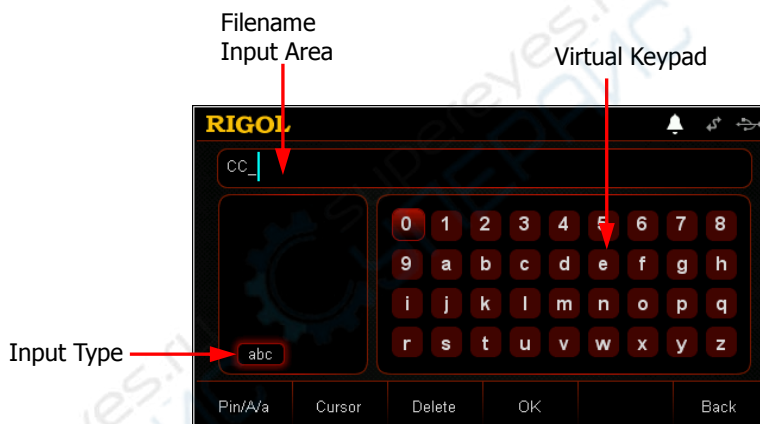 Filename
Input Area
Virtual Keypad
RIGOL
CC_
0 1 2 3 4 5 6 7 8
9 a b c d e f g h
i j k l m n o p q
Input Type
abc
r s t u v w x y z
Pin/A/a Cursor Delete OK Back